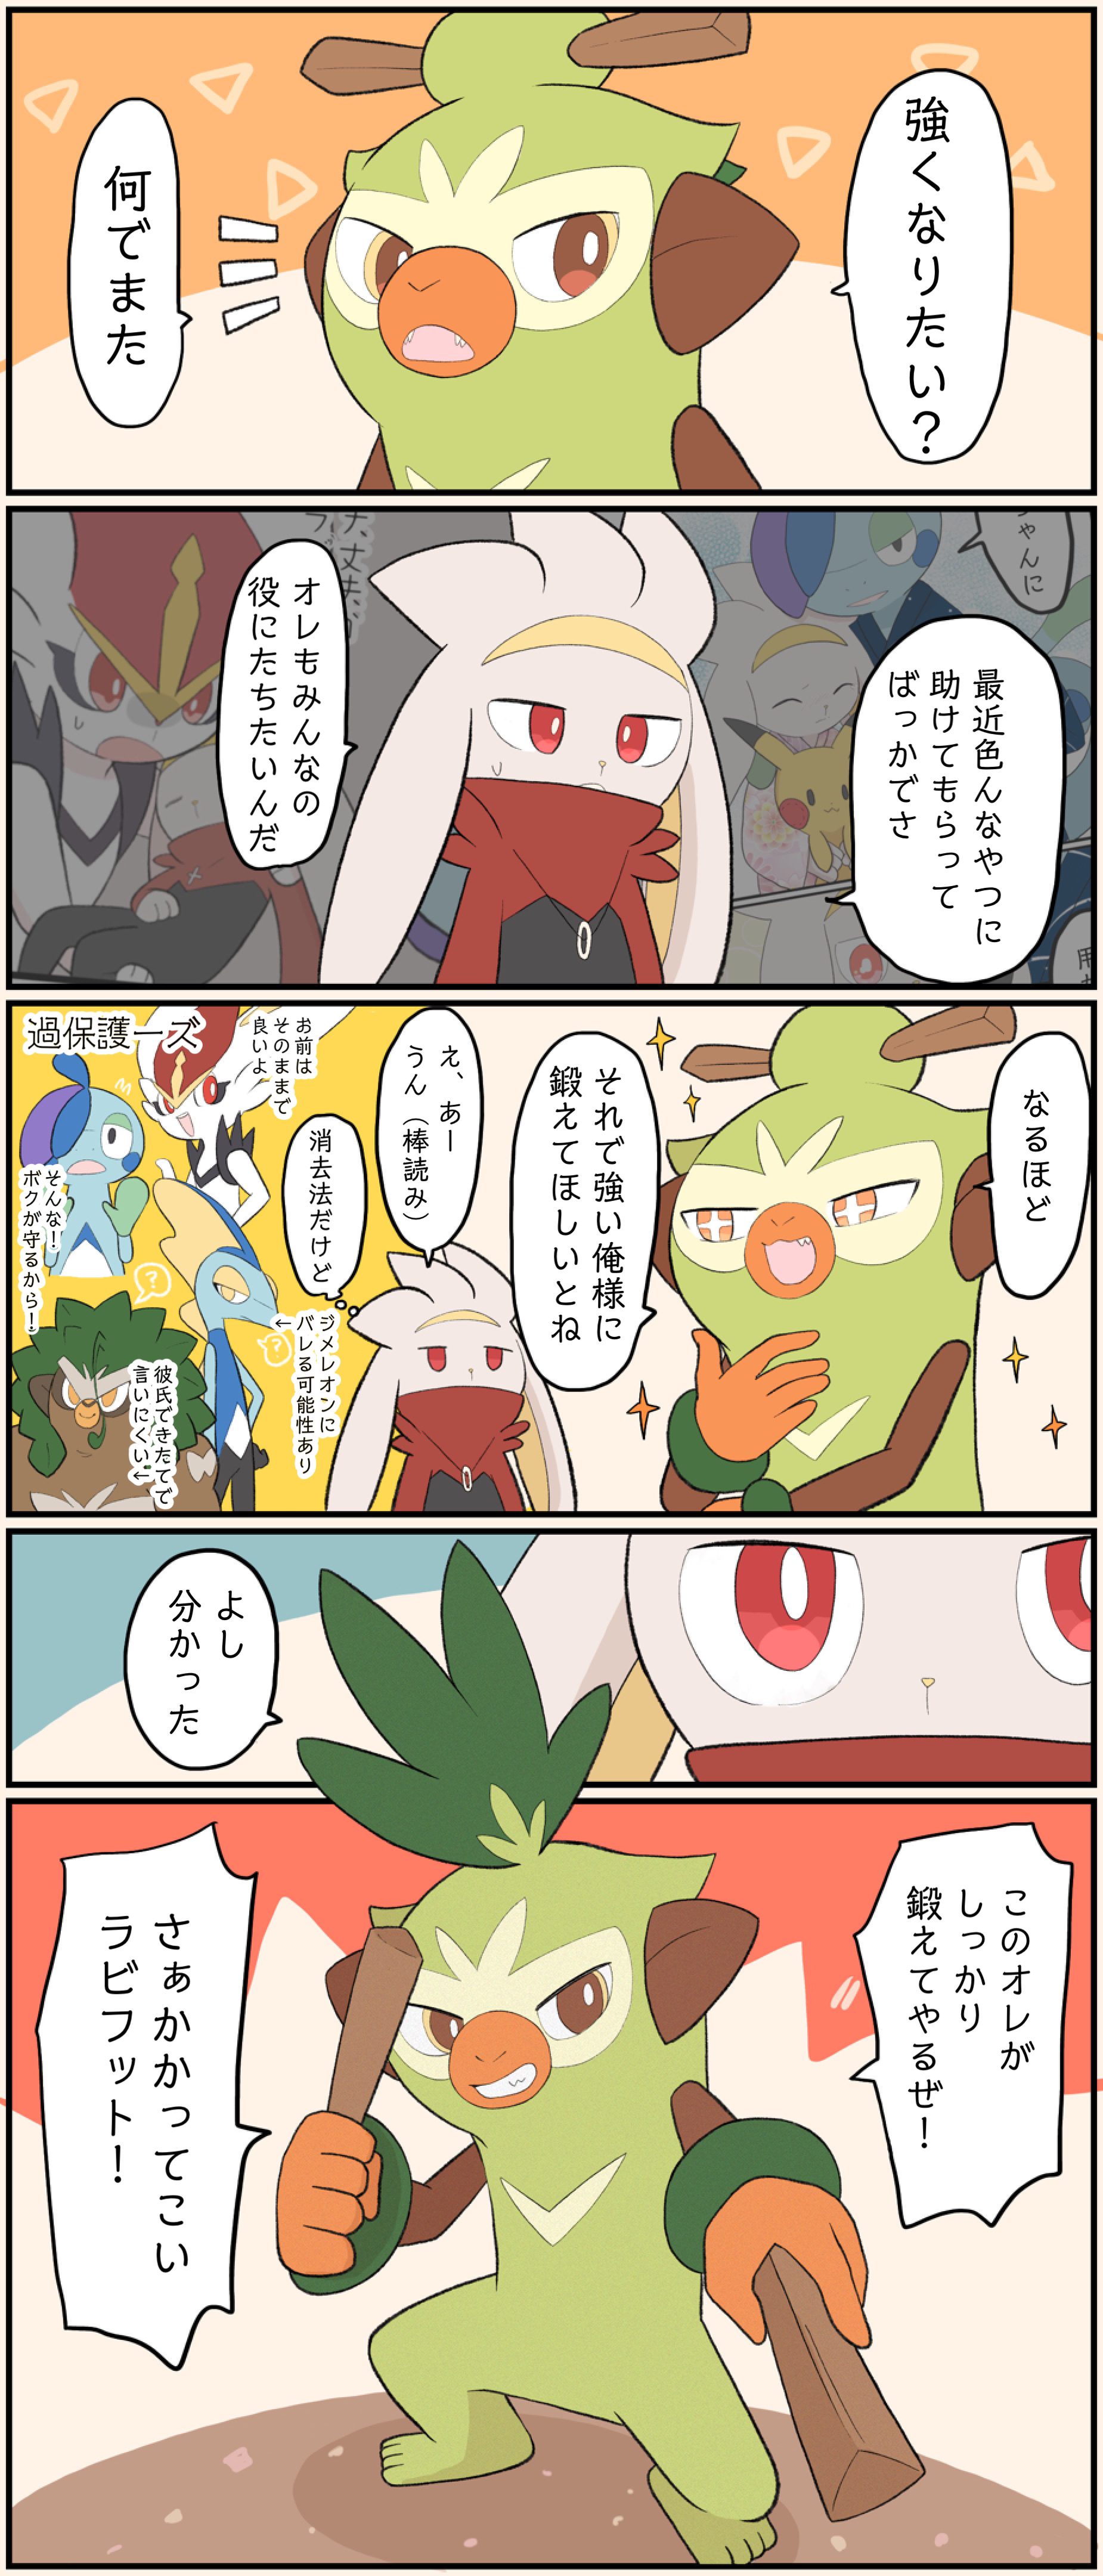 強くなりたい？
何でまた
ちゃんに
最近色んなやつに
助けてもらって
ばっかでさ
オレもみんなの
役にたちたいんだ
大丈夫、
なるほど
それで強い俺様に
鍛えてほしいとね
え、あー
うん（棒読み）
消去法だけど
過保護ーズ
お前は
そのままで
良いよ
そんな！
ボクが守るから！
ジメレオンに
バレる可能性あり
←
？
？
彼氏できたてで
言いにくい←
よし
分かった
このオレが
しっかり
鍛えてやるぜ！
さぁかかってこい
ラビフット！